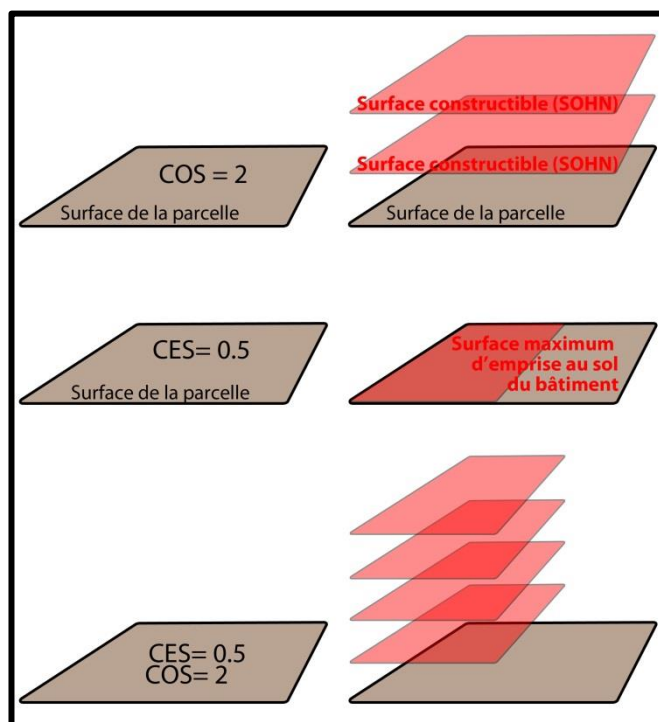 COS = 2
Surface de la parcelle
Surface constructible (SOHN)
Surface constructible (SOHN)
Surface de la parcelle
CES= 0.5
Surface de la parcelle
Surface maximum
d'emprise au sol
du bâtiment
CES= 0.5
COS= 2